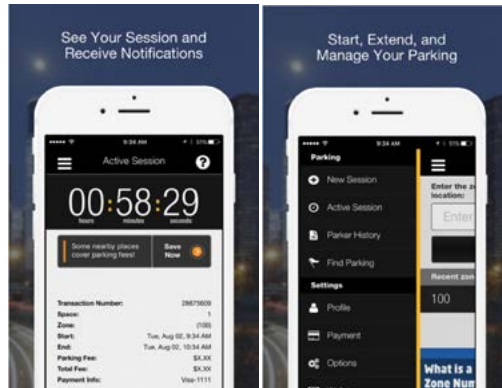 See Your Session and
Receive Notifications
9:34 AM
Active Session
?
00:58:29
hours minutes seconds
Some nearby places
cover parking fees!
Save
Now
Transaction Number: 28875609
Space: 1
Zone: (100)
Start: Tue, Aug 02, 9:34 AM
End: Tue, Aug 02, 10:34 AM
Parking Fee: $X.XX
Total Fee: $X.XX
Payment Info: Visa-1111
Start, Extend, and
Manage Your Parking
9:34 AM
Parking
New Session
Active Session
Parker History
Find Parking
Settings
Profile
Payment
Options
Enter the
location:
Enter
Recent zon
100
What is a
Zone Num